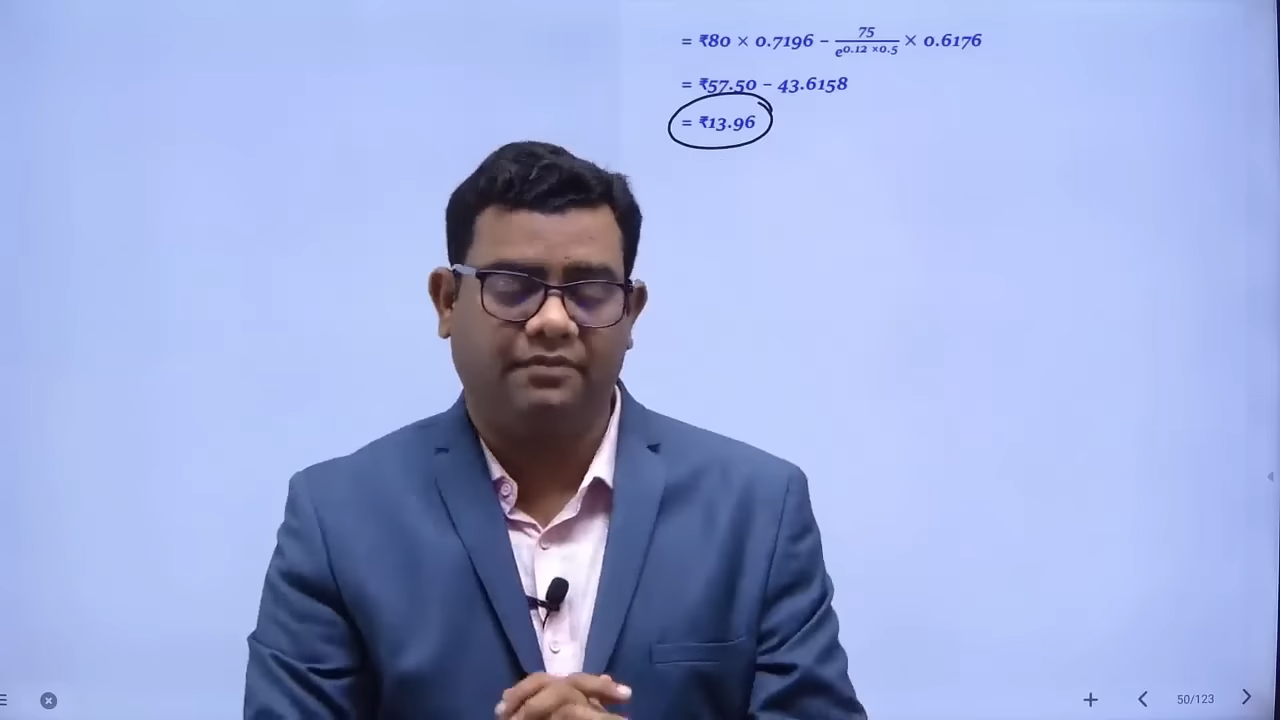 = ₹80 × 0.7196 – 75/e^0.12 ×0.5 × 0.6176
= ₹57.50 – 43.6158
= ₹13.96
50/123